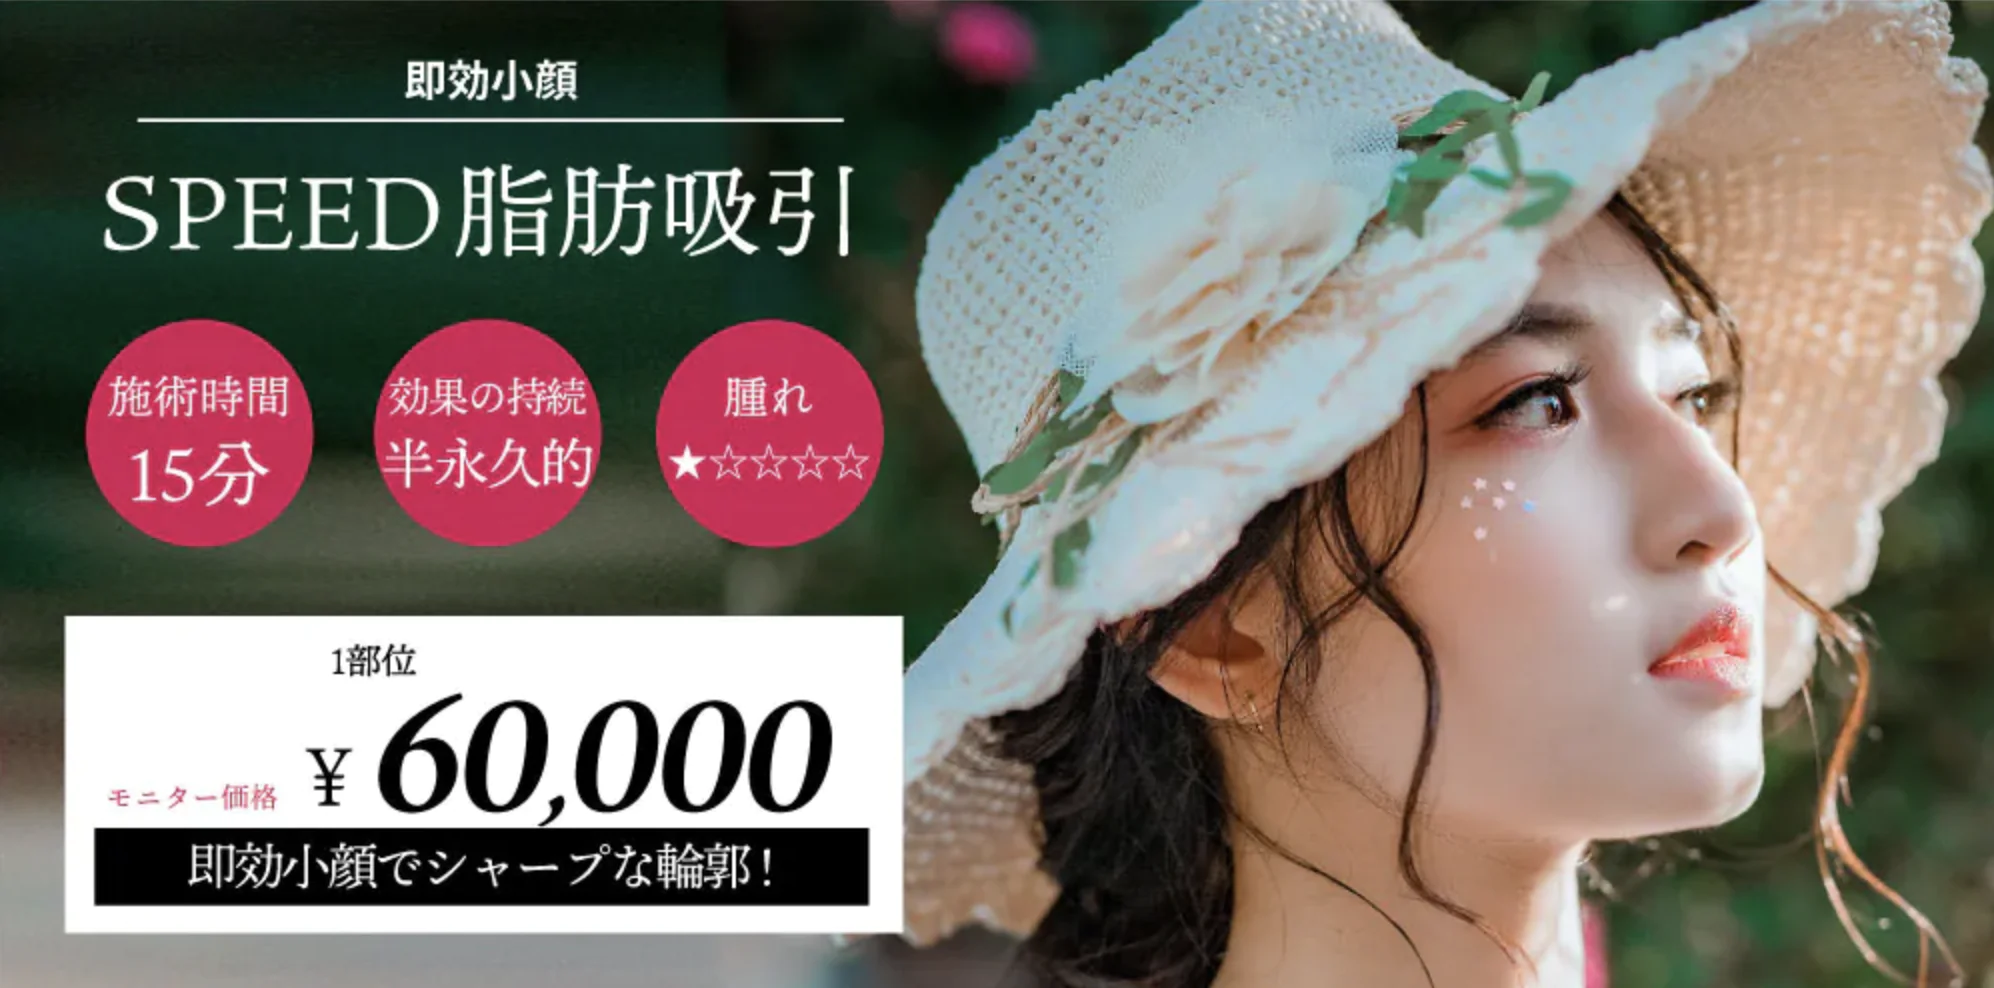 即効小顔
SPEED脂肪吸引
施術時間
15分
効果の持続
半永久的
腫れ
★☆☆☆☆
1部位
モニター価格 ¥60,000
即効小顔でシャープな輪郭！